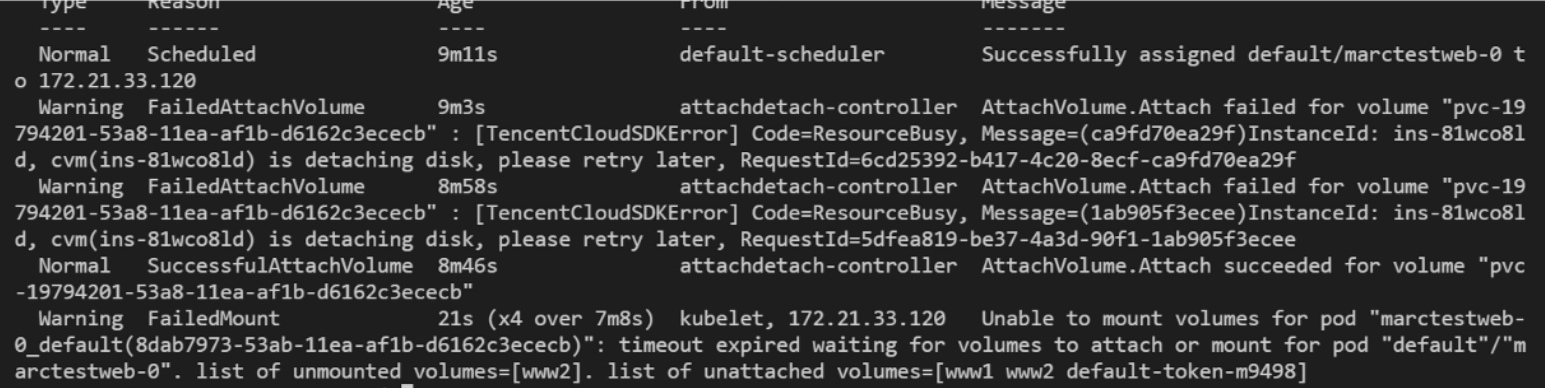 Type    Reason                  Age                From                     Message
----    ------                  ----               ----                     -------
Normal   Scheduled               9m11s              default-scheduler        Successfully assigned default/marctestweb-0 t
o 172.21.33.120
Warning  FailedAttachVolume      9m3s               attachdetach-controller  AttachVolume.Attach failed for volume "pvc-19
794201-53a8-11ea-af1b-d6162c3ececb" : [TencentCloudSDKError] Code=ResourceBusy, Message=(ca9fd70ea29f)InstanceId: ins-81wco8l
d, cvm(ins-81wco8ld) is detaching disk, please retry later, RequestId=6cd25392-b417-4c20-8ecf-ca9fd70ea29f
Warning  FailedAttachVolume      8m58s              attachdetach-controller  AttachVolume.Attach failed for volume "pvc-19
794201-53a8-11ea-af1b-d6162c3ececb" : [TencentCloudSDKError] Code=ResourceBusy, Message=(1ab905f3ecee)InstanceId: ins-81wco8l
d, cvm(ins-81wco8ld) is detaching disk, please retry later, RequestId=5dfea819-be37-4a3d-90f1-1ab905f3ecee
Normal   SuccessfulAttachVolume  8m46s              attachdetach-controller  AttachVolume.Attach succeeded for volume "pvc
-19794201-53a8-11ea-af1b-d6162c3ececb"
Warning  FailedMount             21s (x4 over 7m8s)  kubelet, 172.21.33.120   Unable to mount volumes for pod "marctestweb-
0_default(8dab7973-53ab-11ea-af1b-d6162c3ececb)": timeout expired waiting for volumes to attach or mount for pod "default"/"m
arctestweb-0". list of unmounted volumes=[www2]. list of unattached volumes=[www1 www2 default-token-m9498]